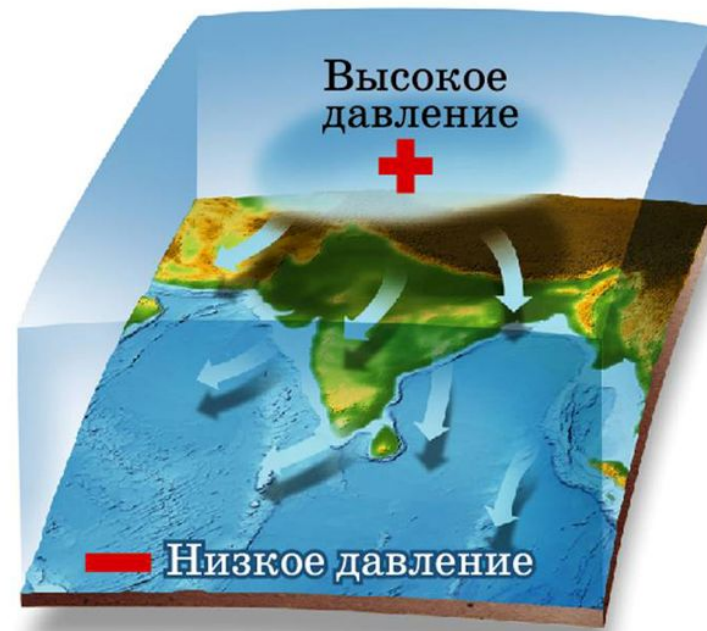 Высокое
давление
Низкое давление